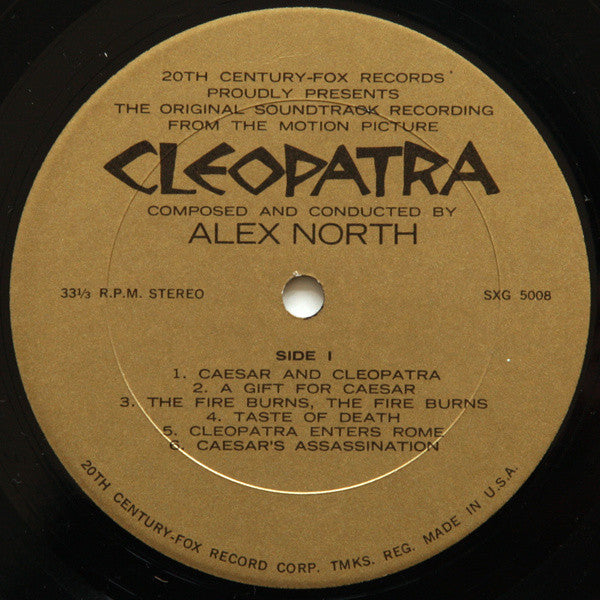 20TH CENTURY-FOX RECORDS
PROUDLY PRESENTS
THE ORIGINAL SOUNDTRACK RECORDING
FROM THE MOTION PICTURE
CLEOPATRA
COMPOSED AND CONDUCTED BY
ALEX NORTH
33⅓ R.P.M. STEREO
SXG 5008
SIDE I
1. CAESAR AND CLEOPATRA
2. A GIFT FOR CAESAR
3. THE FIRE BURNS, THE FIRE BURNS
4. TASTE OF DEATH
5. CLEOPATRA ENTERS ROME
6. CAESAR'S ASSASSINATION
20TH CENTURY-FOX RECORD CORP. TMKS. REG. MADE IN U.S.A.